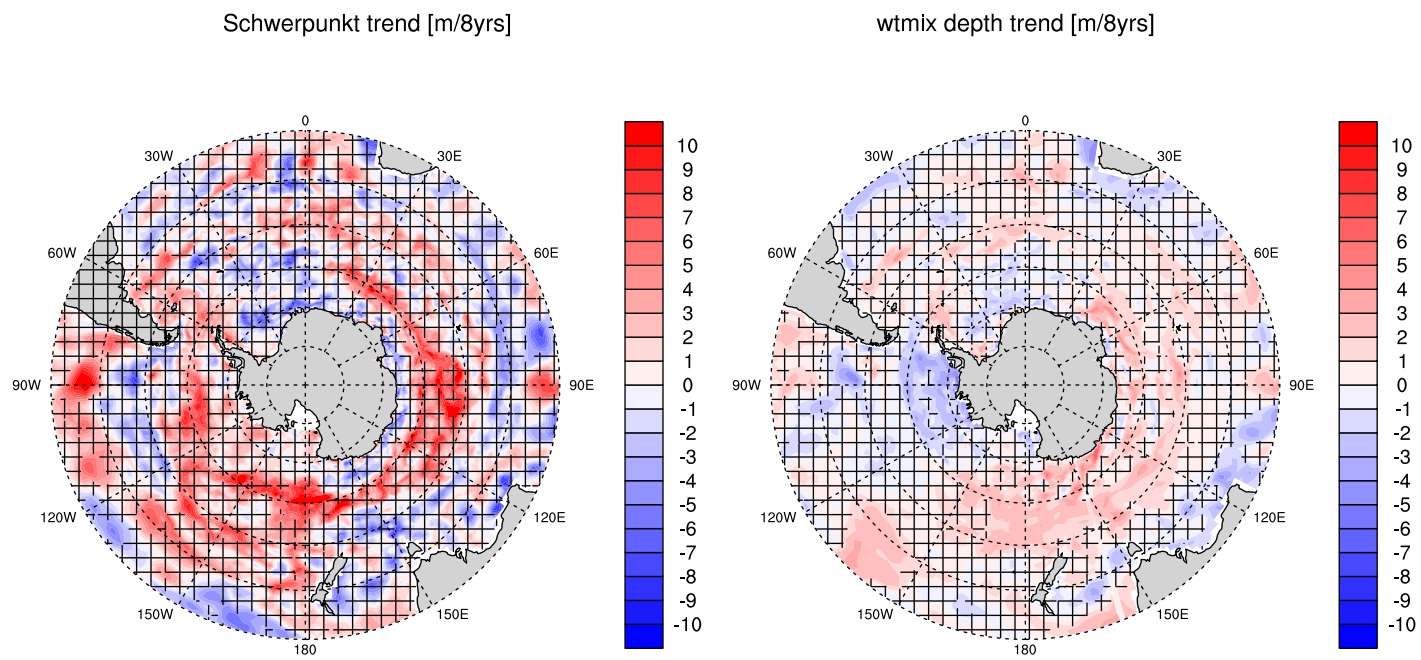 Schwerpunkt trend [m/8yrs]
0
30W
30E
60W
60E
90W
90E
120W
120E
150W
150E
180
10
9
8
7
6
5
4
3
2
1
0
-1
-2
-3
-4
-5
-6
-7
-8
-9
-10
wtmix depth trend [m/8yrs]
0
30W
30E
60W
60E
90W
90E
120W
120E
150W
150E
180
10
9
8
7
6
5
4
3
2
1
0
-1
-2
-3
-4
-5
-6
-7
-8
-9
-10